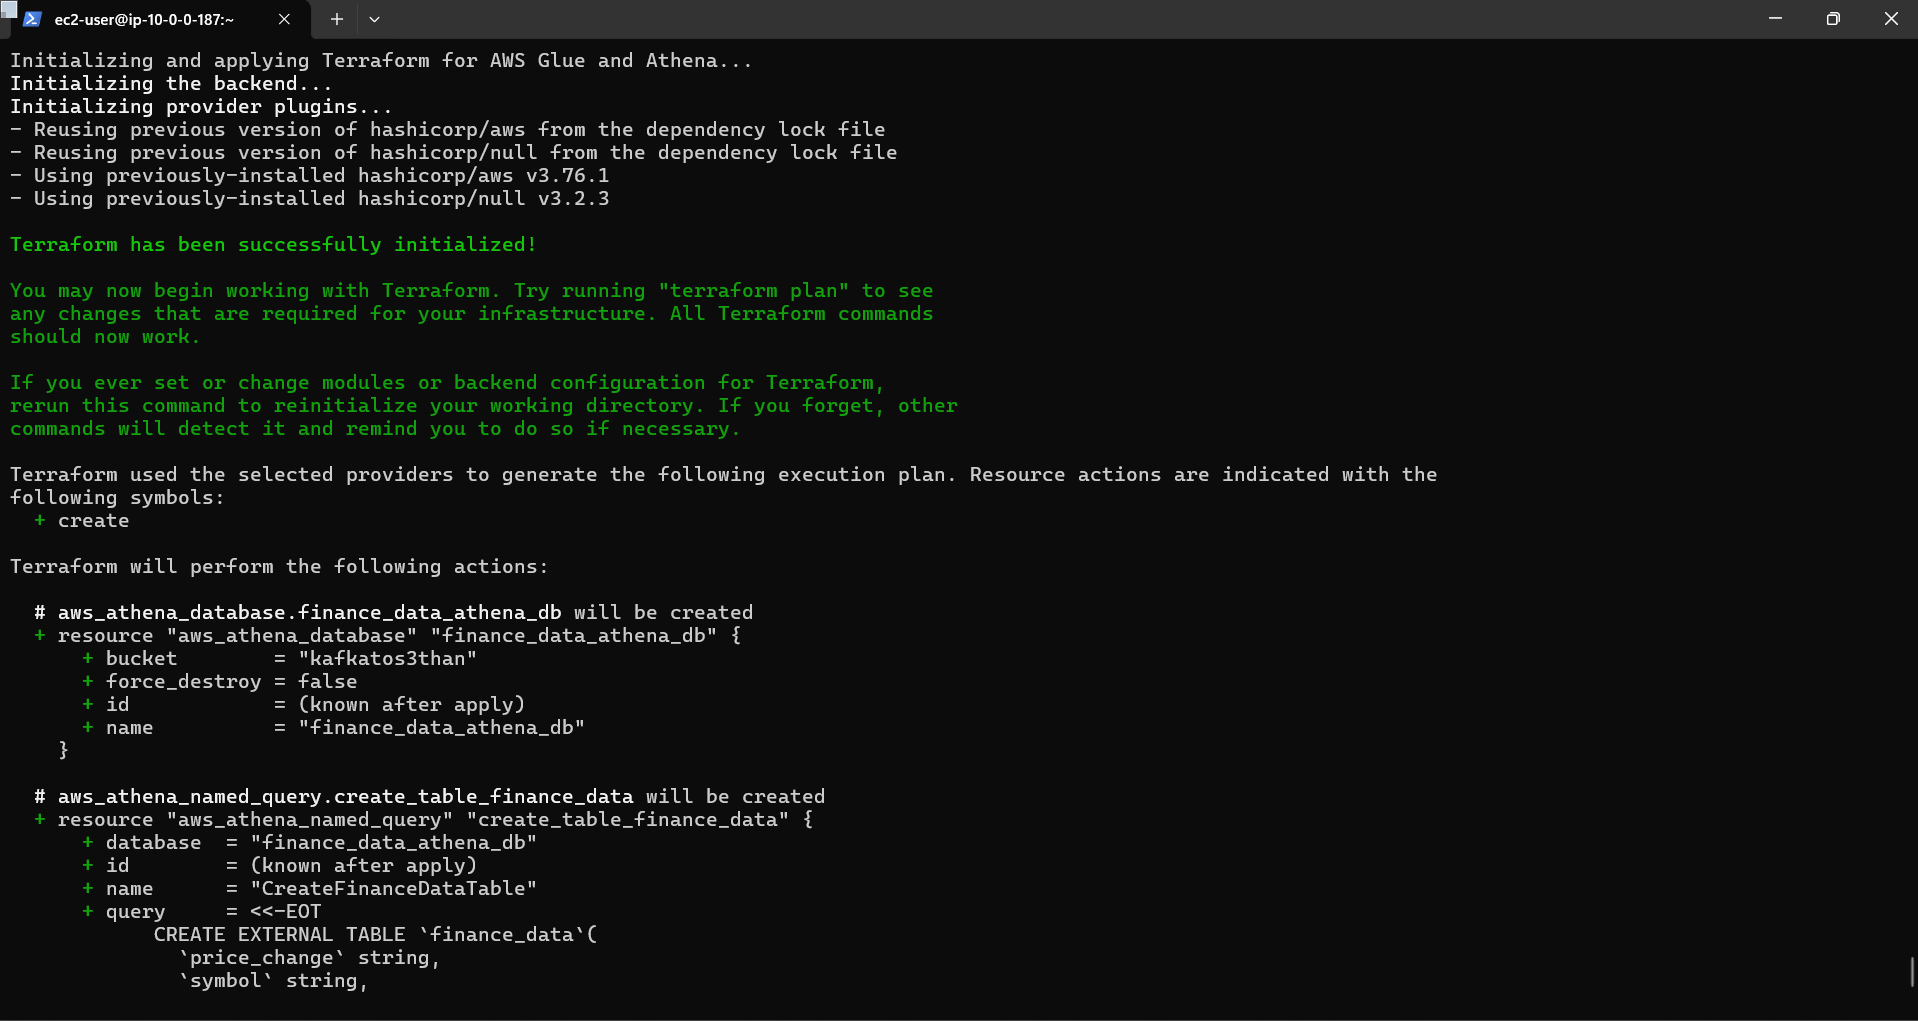 ec2-user@ip-10-0-0-187:~
Initializing and applying Terraform for AWS Glue and Athena...
Initializing the backend...
Initializing provider plugins...
- Reusing previous version of hashicorp/aws from the dependency lock file
- Reusing previous version of hashicorp/null from the dependency lock file
- Using previously-installed hashicorp/aws v3.76.1
- Using previously-installed hashicorp/null v3.2.3
Terraform has been successfully initialized!
You may now begin working with Terraform. Try running "terraform plan" to see
any changes that are required for your infrastructure. All Terraform commands
should now work.
If you ever set or change modules or backend configuration for Terraform,
rerun this command to reinitialize your working directory. If you forget, other
commands will detect it and remind you to do so if necessary.
Terraform used the selected providers to generate the following execution plan. Resource actions are indicated with the
following symbols:
  + create
Terraform will perform the following actions:
  # aws_athena_database.finance_data_athena_db will be created
  + resource "aws_athena_database" "finance_data_athena_db" {
      + bucket        = "kafkatos3than"
      + force_destroy = false
      + id            = (known after apply)
      + name          = "finance_data_athena_db"
    }
  # aws_athena_named_query.create_table_finance_data will be created
  + resource "aws_athena_named_query" "create_table_finance_data" {
      + database  = "finance_data_athena_db"
      + id        = (known after apply)
      + name      = "CreateFinanceDataTable"
      + query     = <<-EOT
            CREATE EXTERNAL TABLE `finance_data`(
              `price_change` string,
              `symbol` string,